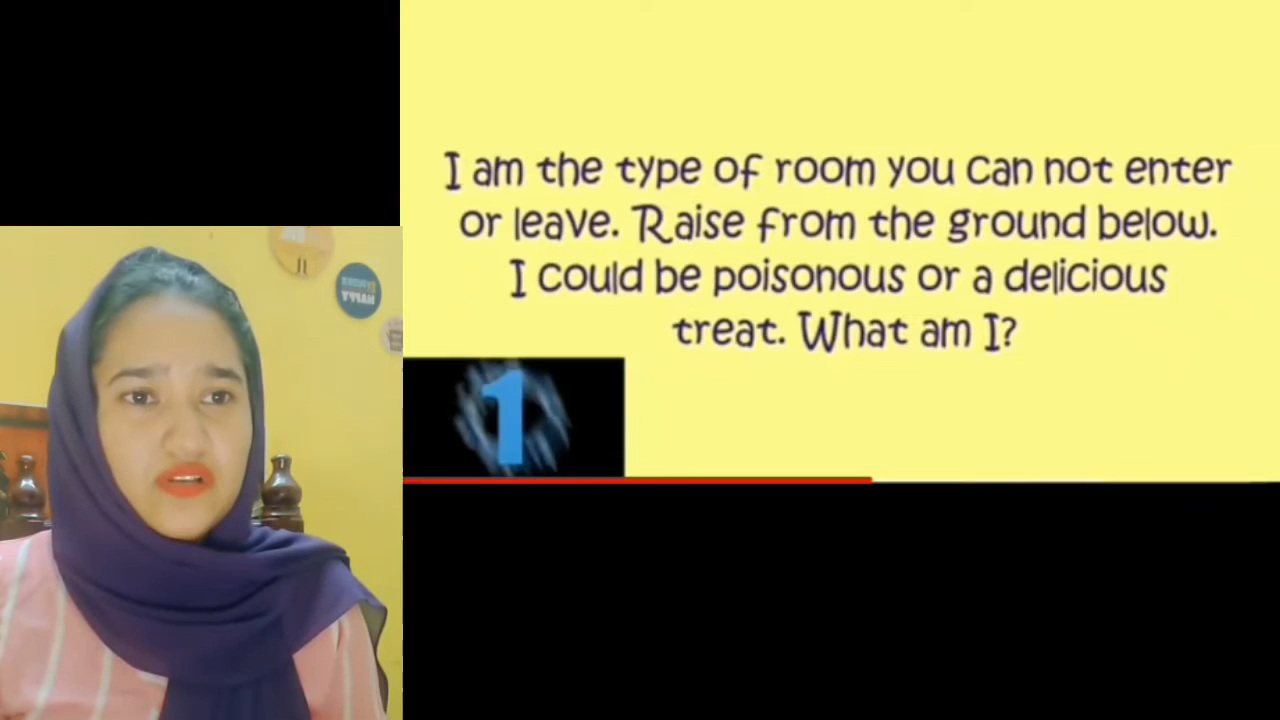 I am the type of room you can not enter
or leave. Raise from the ground below.
I could be poisonous or a delicious
treat. What am I?
1